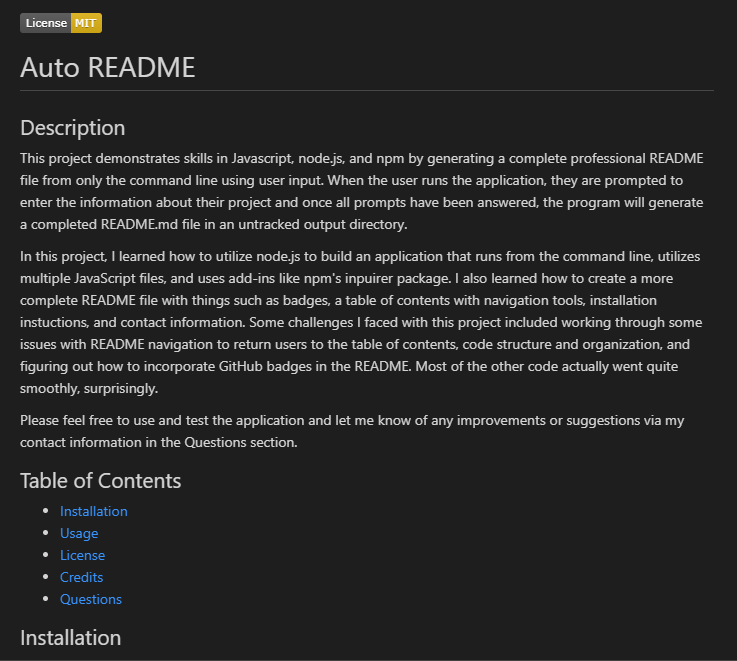 License MIT
Auto README
Description
This project demonstrates skills in Javascript, node.js, and npm by generating a complete professional README
file from only the command line using user input. When the user runs the application, they are prompted to
enter the information about their project and once all prompts have been answered, the program will generate
a completed README.md file in an untracked output directory.
In this project, I learned how to utilize node.js to build an application that runs from the command line, utilizes
multiple JavaScript files, and uses add-ins like npm's inpuirer package. I also learned how to create a more
complete README file with things such as badges, a table of contents with navigation tools, installation
instuctions, and contact information. Some challenges I faced with this project included working through some
issues with README navigation to return users to the table of contents, code structure and organization, and
figuring out how to incorporate GitHub badges in the README. Most of the other code actually went quite
smoothly, surprisingly.
Please feel free to use and test the application and let me know of any improvements or suggestions via my
contact information in the Questions section.
Table of Contents
Installation
Usage
License
Credits
Questions
Installation